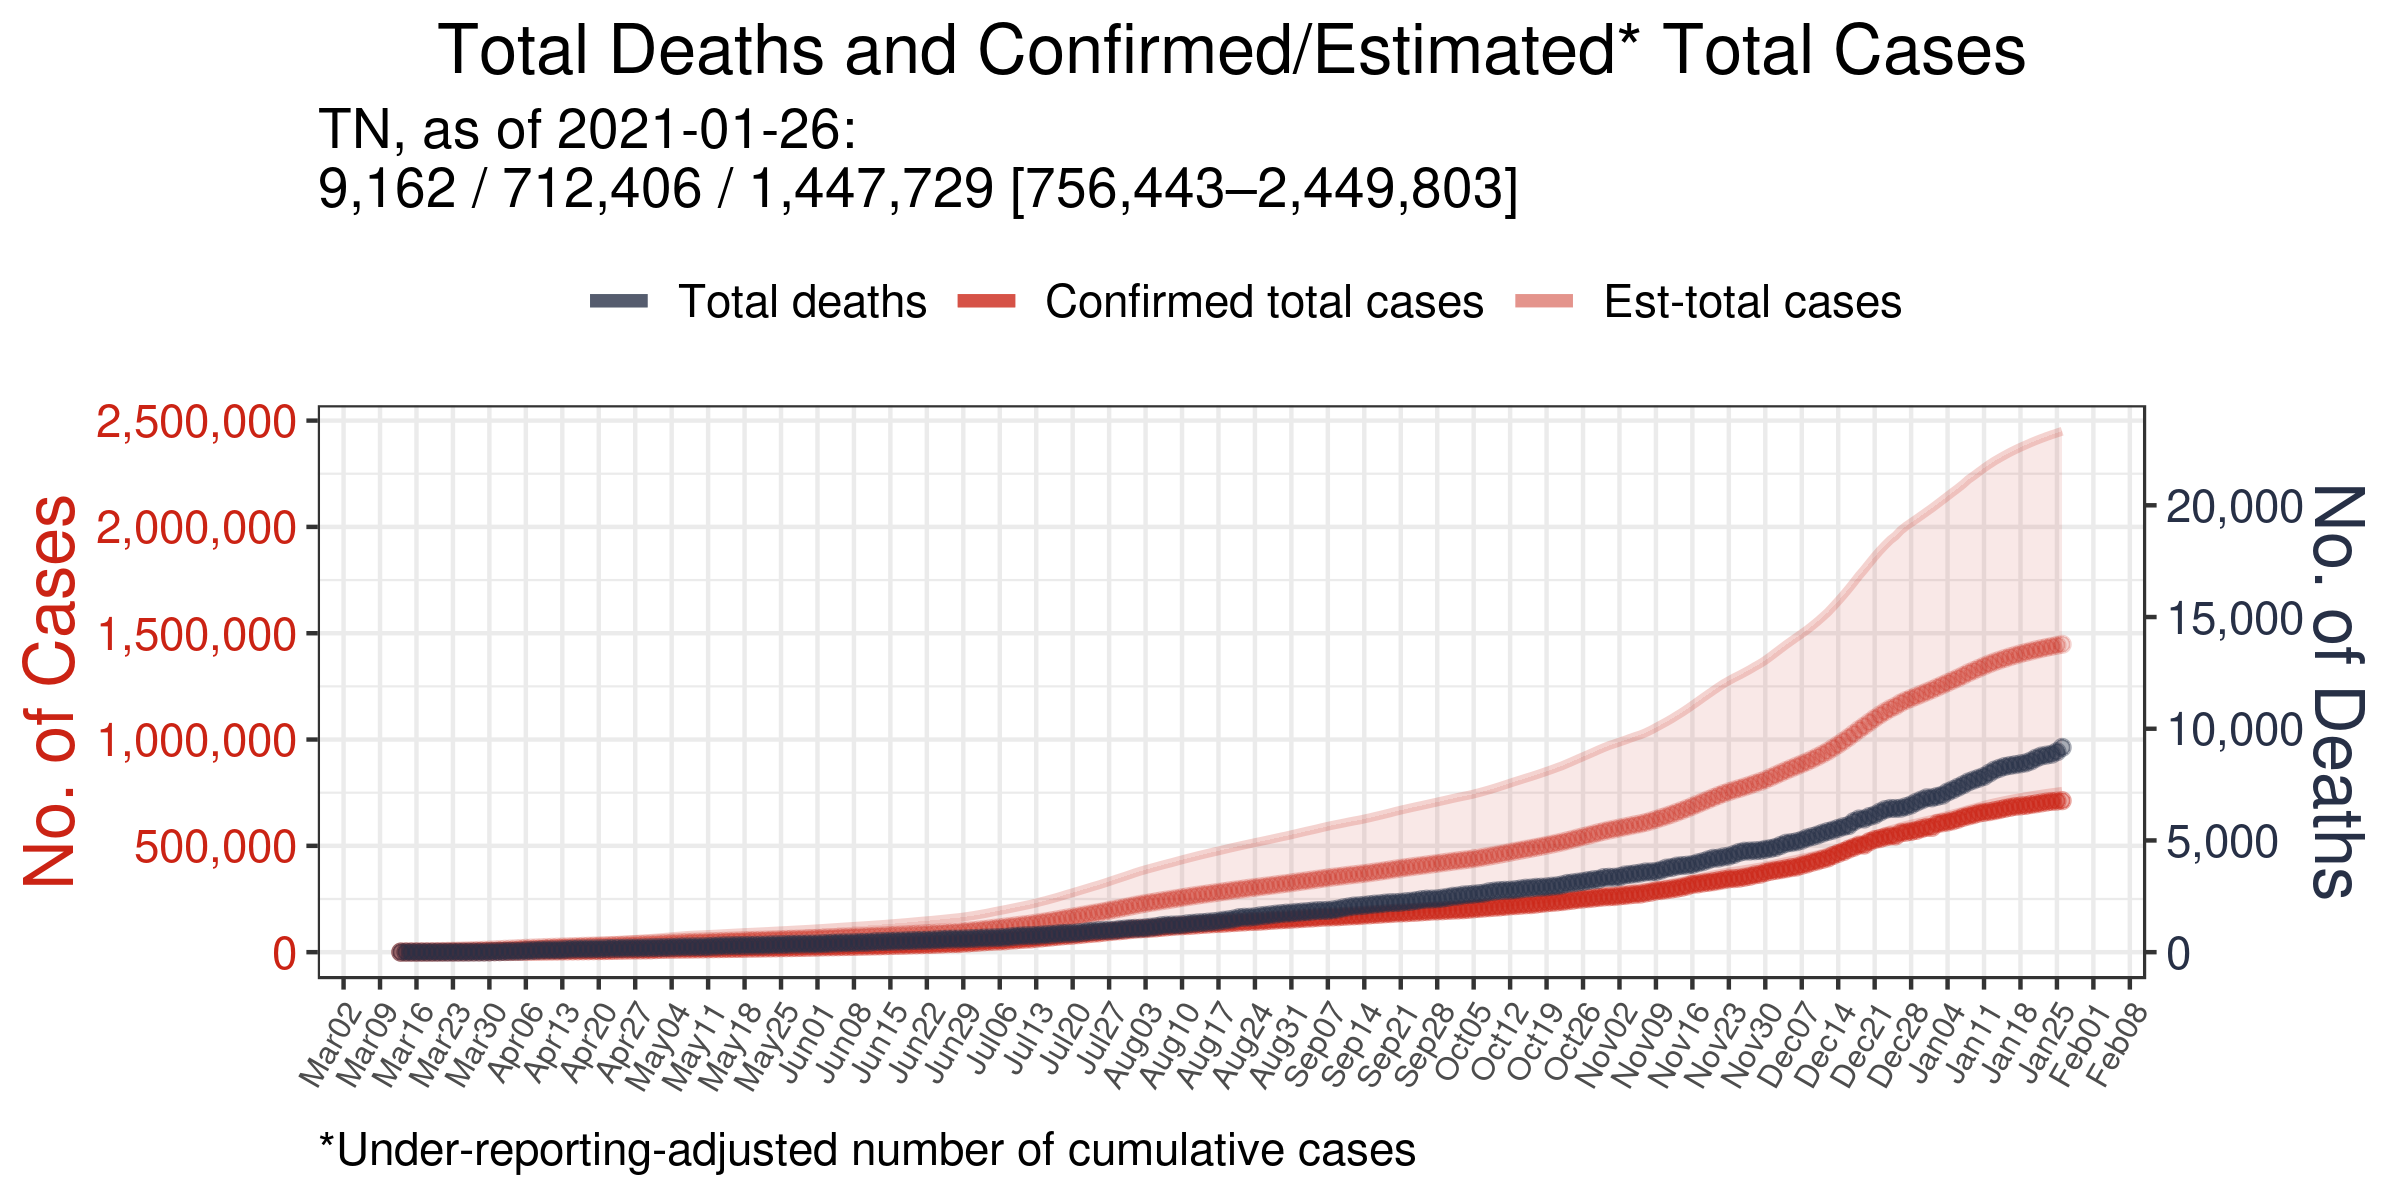 Total Deaths and Confirmed/Estimated* Total Cases
TN, as of 2021-01-26:
9,162 / 712,406 / 1,447,729 [756,443–2,449,803]
Total deaths
Confirmed total cases
Est-total cases
No. of Cases
2,500,000
2,000,000
1,500,000
1,000,000
500,000
0
20,000
15,000
10,000
5,000
0
No. of Deaths
Mar02
Mar09
Mar16
Mar23
Mar30
Apr06
Apr13
Apr20
Apr27
May04
May11
May18
May25
Jun01
Jun08
Jun15
Jun22
Jun29
Jul06
Jul13
Jul20
Jul27
Aug03
Aug10
Aug17
Aug24
Aug31
Sep07
Sep14
Sep21
Sep28
Oct05
Oct12
Oct19
Oct26
Nov02
Nov09
Nov16
Nov23
Nov30
Dec07
Dec14
Dec21
Dec28
Jan04
Jan11
Jan18
Jan25
Feb01
Feb08
*Under-reporting-adjusted number of cumulative cases